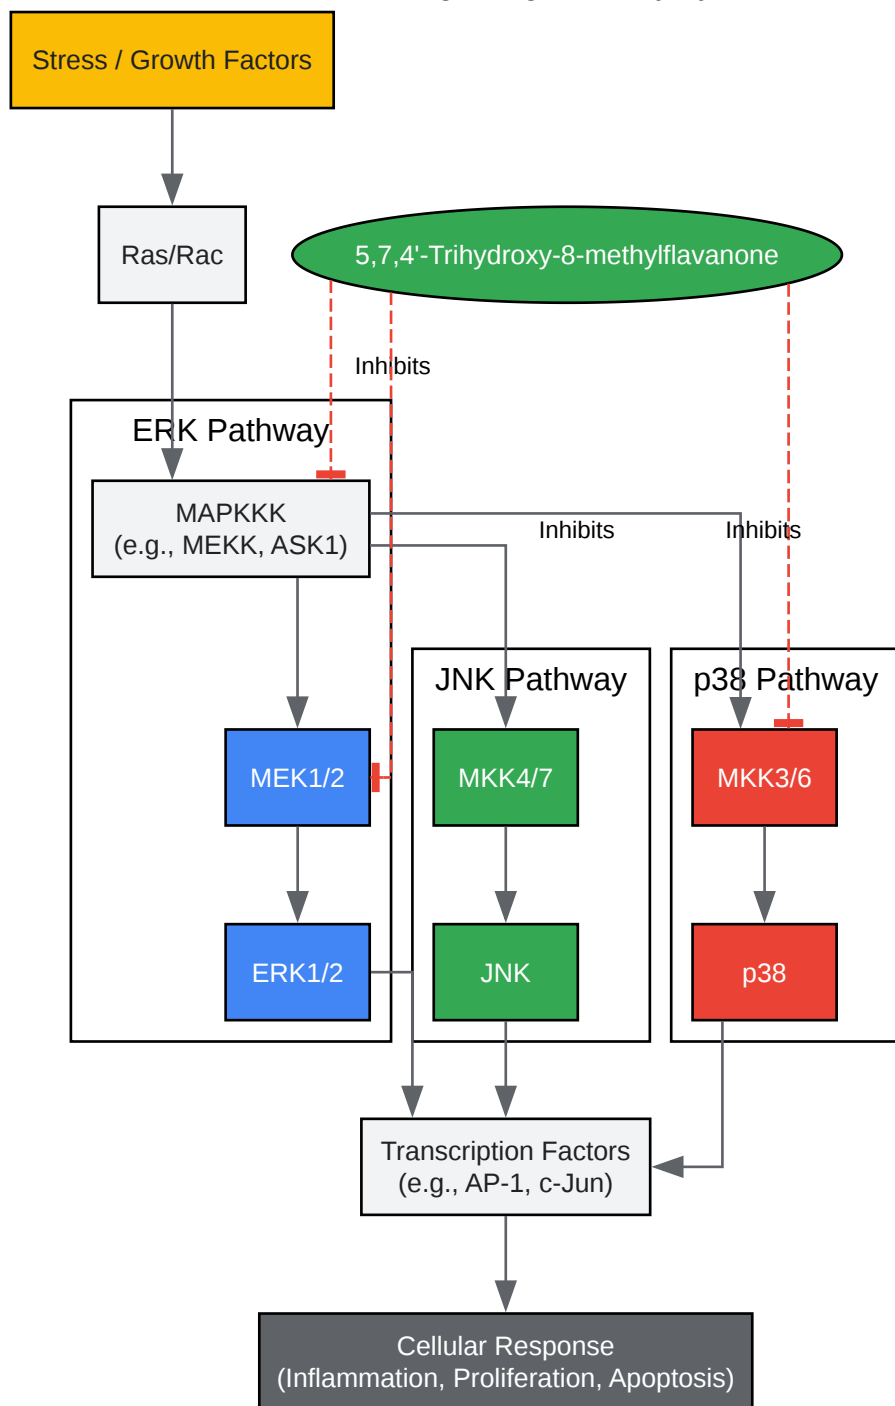 Stress / Growth Factors
Ras/Rac
5,7,4'-Trihydroxy-8-methylflavanone
Inhibits
ERK Pathway
MAPKKK
(e.g., MEKK, ASK1)
Inhibits
Inhibits
JNK Pathway
p38 Pathway
MEK1/2
MKK4/7
MKK3/6
ERK1/2
JNK
p38
Transcription Factors
(e.g., AP-1, c-Jun)
Cellular Response
(Inflammation, Proliferation, Apoptosis)